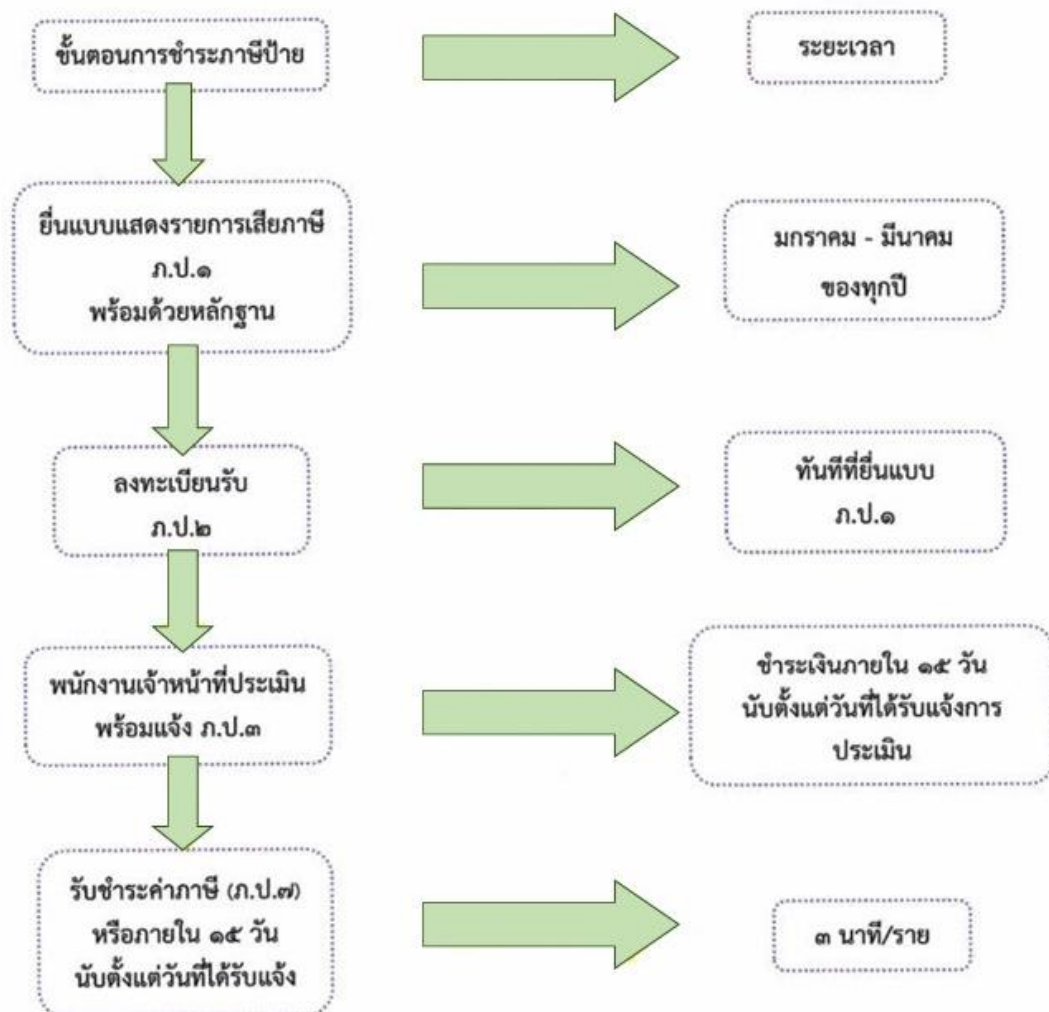 ขั้นตอนการชำระภาษีป้าย
ระยะเวลา
ยื่นแบบแสดงรายการเสียภาษี
ภ.ป.๑
พร้อมด้วยหลักฐาน
มกราคม - มีนาคม
ของทุกปี
ลงทะเบียนรับ
ภ.ป.๒
ทันทีที่ยื่นแบบ
ภ.ป.๑
พนักงานเจ้าหน้าที่ประเมิน
พร้อมแจ้ง ภ.ป.๓
ชำระเงินภายใน ๑๕ วัน
นับตั้งแต่วันที่ได้รับแจ้งการ
ประเมิน
รับชำระค่าภาษี (ภ.ป.๗)
หรือภายใน ๑๕ วัน
นับตั้งแต่วันที่ได้รับแจ้ง
๓ นาที/ราย